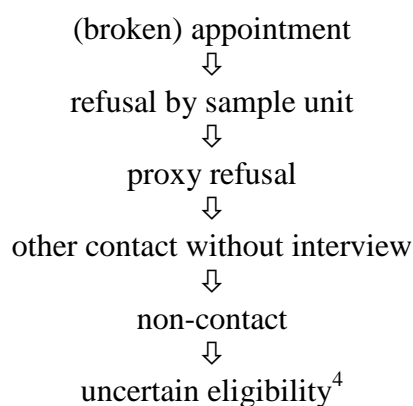 (broken) appointment
⇩
refusal by sample unit
⇩
proxy refusal
⇩
other contact without interview
⇩
non-contact
⇩
uncertain eligibility⁴